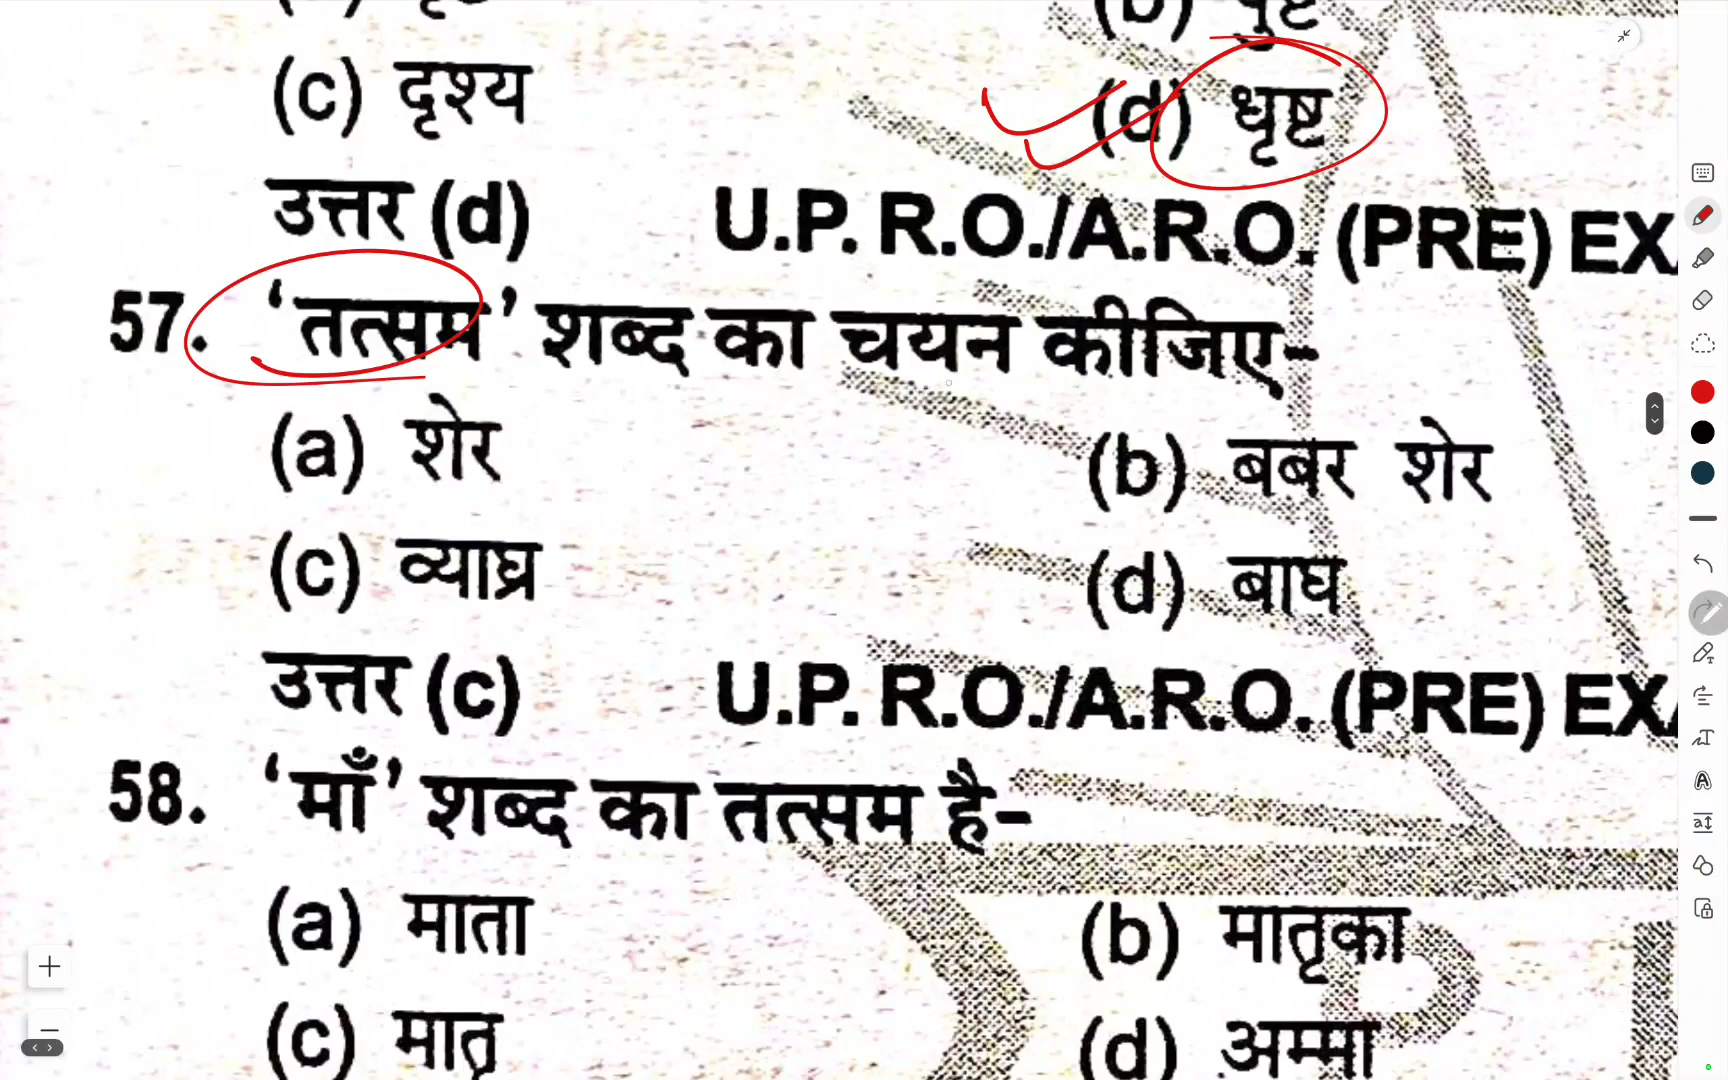 (c) दृश्य (d) धृष्ट
उत्तर (d) U.P. R.O./A.R.O. (PRE) EX
57. ‘तत्सम’ शब्द का चयन कीजिए-
(a) शेर (b) बबर शेर
(c) व्याघ्र (d) बाघ
उत्तर (c) U.P. R.O./A.R.O. (PRE) EX
58. ‘माँ’ शब्द का तत्सम है-
(a) माता (b) मातृका
(c) मातृ (d) अम्मा